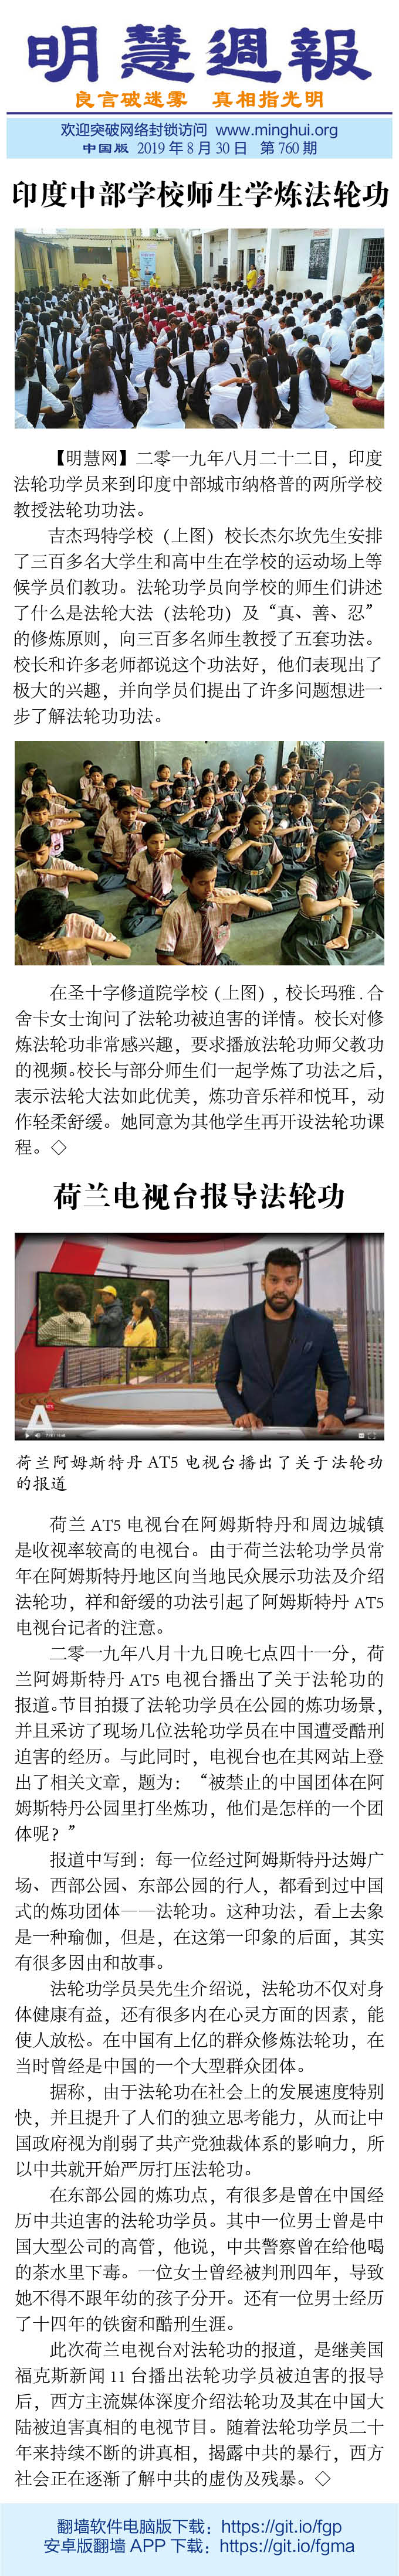 明慧週報
良言破迷雾 真相指光明
欢迎突破网络封锁访问 www.minghui.org
中国版 2019 年 8 月 30 日 第 760 期
印度中部学校师生学炼法轮功
【明慧网】二零一九年八月二十二日，印度
法轮功学员来到印度中部城市纳格普的两所学校
教授法轮功功法。
吉杰玛特学校（上图）校长杰尔坎先生安排
了三百多名大学生和高中生在学校的运动场上等
候学员们教功。法轮功学员向学校的师生们讲述
了什么是法轮大法（法轮功）及“真、善、忍”
的修炼原则，向三百多名师生教授了五套功法。
校长和许多老师都说这个功法好，他们表现出了
极大的兴趣，并向学员们提出了许多问题想进一
步了解法轮功功法。
在圣十字修道院学校（上图），校长玛雅 . 合
舍卡女士询问了法轮功被迫害的详情。校长对修
炼法轮功非常感兴趣，要求播放法轮功师父教功
的视频。校长与部分师生们一起学炼了功法之后，
表示法轮大法如此优美，炼功音乐祥和悦耳，动
作轻柔舒缓。她同意为其他学生再开设法轮功课
程。◇
荷兰电视台报导法轮功
荷兰阿姆斯特丹 AT5 电视台播出了关于法轮功
的报道
荷兰 AT5 电视台在阿姆斯特丹和周边城镇
是收视率较高的电视台。由于荷兰法轮功学员常
年在阿姆斯特丹地区向当地民众展示功法及介绍
法轮功，祥和舒缓的功法引起了阿姆斯特丹 AT5
电视台记者的注意。
二零一九年八月十九日晚七点四十一分，荷
兰阿姆斯特丹 AT5 电视台播出了关于法轮功的
报道。节目拍摄了法轮功学员在公园的炼功场景，
并且采访了现场几位法轮功学员在中国遭受酷刑
迫害的经历。与此同时，电视台也在其网站上登
出了相关文章，题为：“被禁止的中国团体在阿
姆斯特丹公园里打坐炼功，他们是怎样的一个团
体呢？”
报道中写到：每一位经过阿姆斯特丹达姆广
场、西部公园、东部公园的行人，都看到过中国
式的炼功团体——法轮功。这种功法，看上去象
是一种瑜伽，但是，在这第一印象的后面，其实
有很多因由和故事。
法轮功学员吴先生介绍说，法轮功不仅对身
体健康有益，还有很多内在心灵方面的因素，能
使人放松。在中国有上亿的群众修炼法轮功，在
当时曾经是中国的一个大型群众团体。
据称，由于法轮功在社会上的发展速度特别
快，并且提升了人们的独立思考能力，从而让中
国政府视为削弱了共产党独裁体系的影响力，所
以中共就开始严厉打压法轮功。
在东部公园的炼功点，有很多是曾在中国经
历中共迫害的法轮功学员。其中一位男士曾是中
国大型公司的高管，他说，中共警察曾在给他喝
的茶水里下毒。一位女士曾经被判刑四年，导致
她不得不跟年幼的孩子分开。还有一位男士经历
了十四年的铁窗和酷刑生涯。
此次荷兰电视台对法轮功的报道，是继美国
福克斯新闻 11 台播出法轮功学员被迫害的报导
后，西方主流媒体深度介绍法轮功及其在中国大
陆被迫害真相的电视节目。随着法轮功学员二十
年来持续不断的讲真相，揭露中共的暴行，西方
社会正在逐渐了解中共的虚伪及残暴。◇
翻墙软件电脑版下载：https://git.io/fgp
安卓版翻墙 APP 下载：https://git.io/fgma